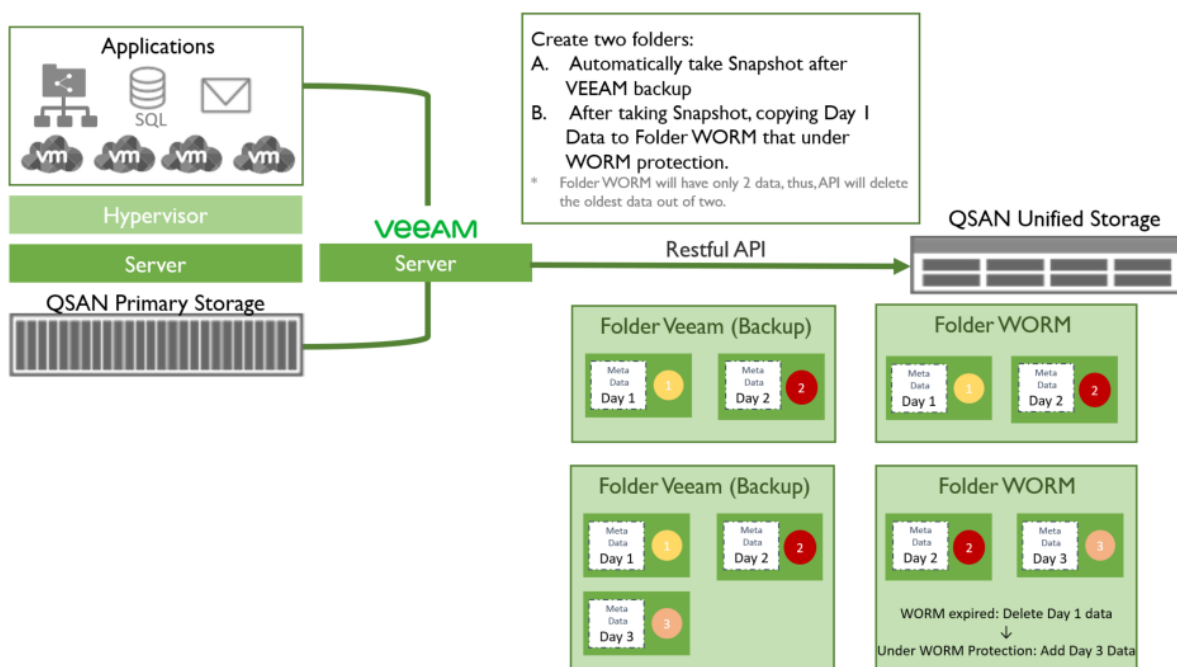 Applications
SQL
vm vm vm vm
Hypervisor
Server
QSAN Primary Storage
veeAM
Server
Create two folders:
A. Automatically take Snapshot after
VEEAM backup
B. After taking Snapshot, copying Day 1
Data to Folder WORM that under
WORM protection.
* Folder WORM will have only 2 data, thus, API will delete
the oldest data out of two.
Restful API
QSAN Unified Storage
Folder Veeam (Backup)
Meta
Data
Day 1
1
Meta
Data
Day 2
2
Folder WORM
Meta
Data
Day 1
1
Meta
Data
Day 2
2
Folder Veeam (Backup)
Meta
Data
Day 1
1
Meta
Data
Day 2
2
Meta
Data
Day 3
3
Folder WORM
Meta
Data
Day 2
2
Meta
Data
Day 3
3
WORM expired: Delete Day 1 data
↓
Under WORM Protection: Add Day 3 Data